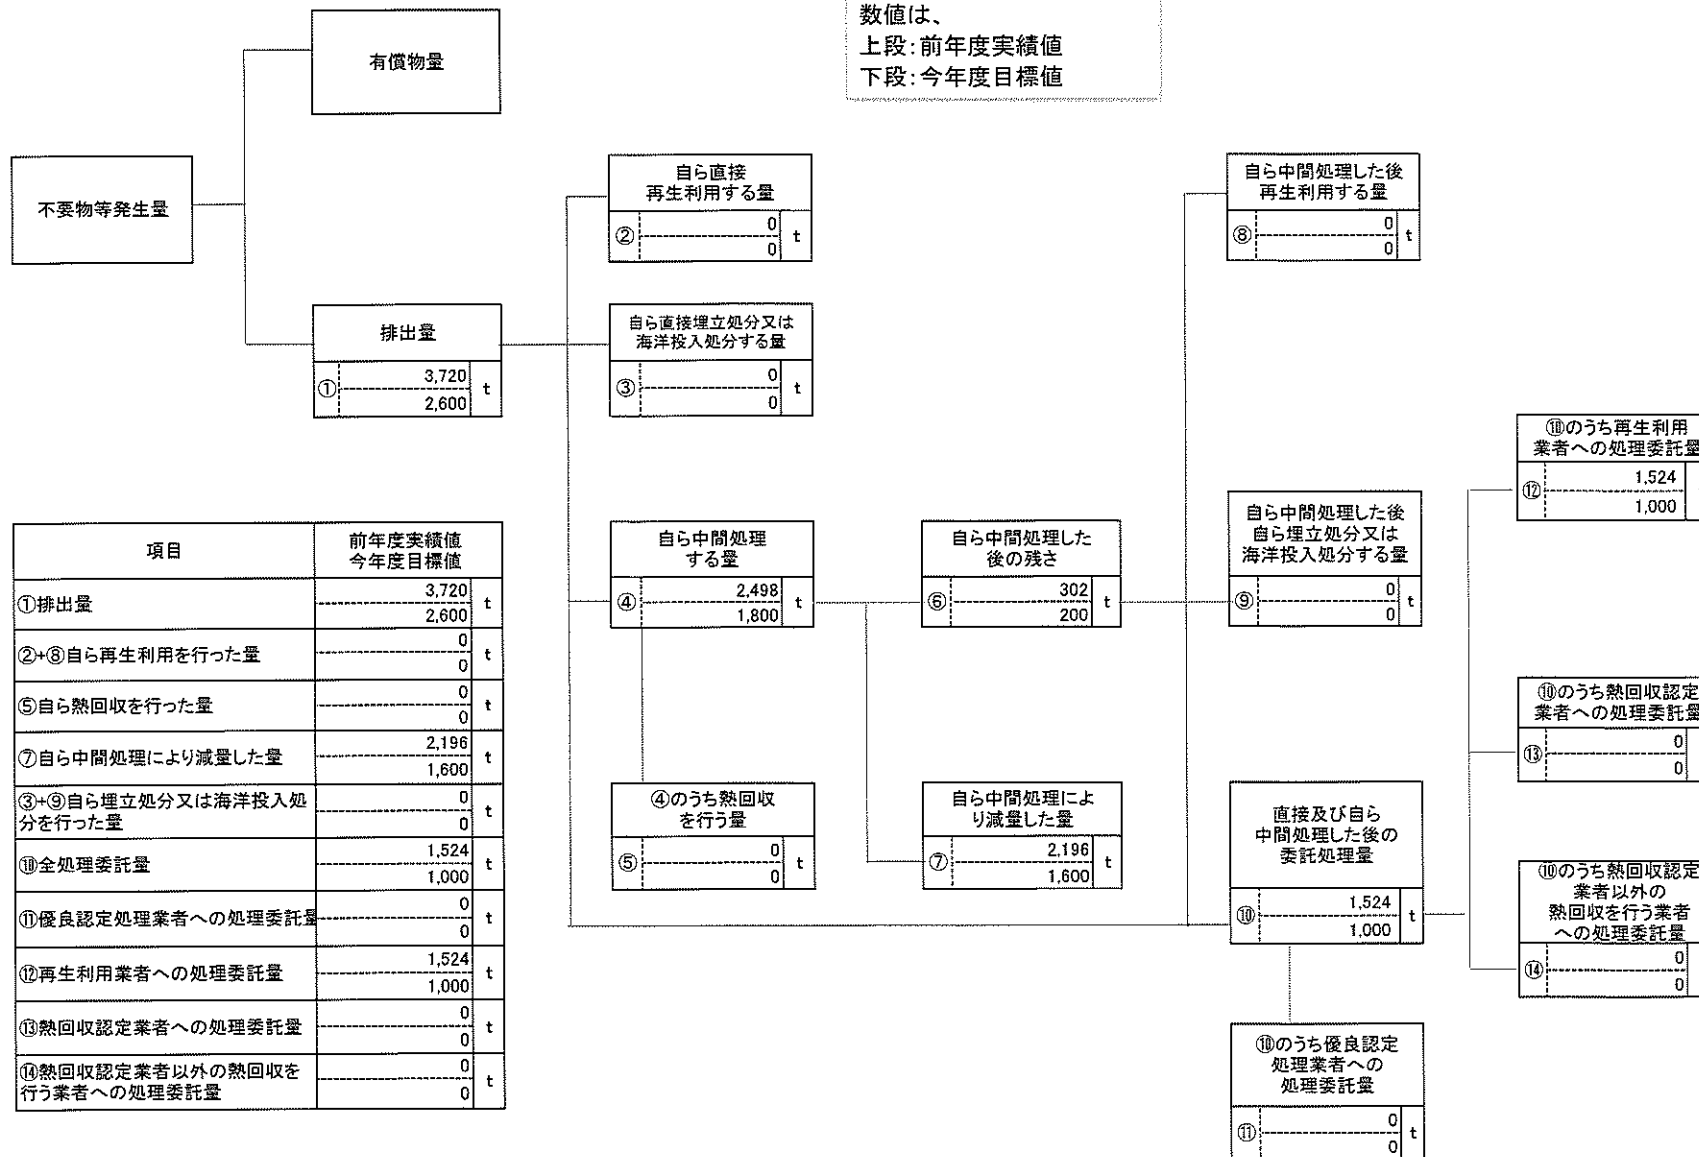 数値は、
上段:前年度実績値
下段:今年度目標値
有償物量
不要物等発生量
排出量
①
3,720
2,600
t
自ら直接
再生利用する量
②
0
0
t
自ら直接埋立処分又は
海洋投入処分する量
③
0
0
t
自ら中間処理
する量
④
2,498
1,800
t
④のうち熱回収
を行う量
⑤
0
0
t
自ら中間処理した
後の残さ
⑥
302
200
t
自ら中間処理によ
り減量した量
⑦
2,196
1,600
t
自ら中間処理した後
再生利用する量
⑧
0
0
t
自ら中間処理した後
自ら埋立処分又は
海洋投入処分する量
⑨
0
0
t
直接及び自ら
中間処理した後の
委託処理量
⑩
1,524
1,000
t
⑩のうち優良認定
処理業者への
処理委託量
⑪
0
0
t
⑩のうち再生利用
業者への処理委託量
⑫
1,524
1,000
⑩のうち熱回収認定
業者への処理委託量
⑬
0
0
⑩のうち熱回収認定
業者以外の
熱回収を行う業者
への処理委託量
⑭
0
0
項目
前年度実績値
今年度目標値
①排出量
3,720
2,600
t
②+⑧自ら再生利用を行った量
0
0
t
⑤自ら熱回収を行った量
0
0
t
⑦自ら中間処理により減量した量
2,196
1,600
t
③+⑨自ら埋立処分又は海洋投入処
分を行った量
0
0
t
⑩全処理委託量
1,524
1,000
t
⑪優良認定処理業者への処理委託量
0
0
t
⑫再生利用業者への処理委託量
1,524
1,000
t
⑬熱回収認定業者への処理委託量
0
0
t
⑭熱回収認定業者以外の熱回収を
行う業者への処理委託量
0
0
t